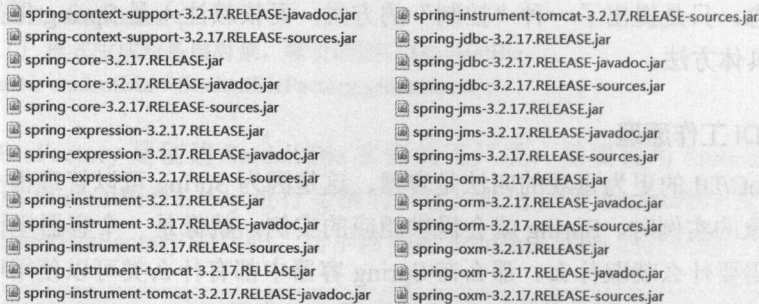 spring-context-support-3.2.17.RELEASE-javadoc.jar
spring-context-support-3.2.17.RELEASE-sources.jar
spring-core-3.2.17.RELEASE.jar
spring-core-3.2.17.RELEASE-javadoc.jar
spring-core-3.2.17.RELEASE-sources.jar
spring-expression-3.2.17.RELEASE.jar
spring-expression-3.2.17.RELEASE-javadoc.jar
spring-expression-3.2.17.RELEASE-sources.jar
spring-instrument-3.2.17.RELEASE.jar
spring-instrument-3.2.17.RELEASE-javadoc.jar
spring-instrument-3.2.17.RELEASE-sources.jar
spring-instrument-tomcat-3.2.17.RELEASE.jar
spring-instrument-tomcat-3.2.17.RELEASE-javadoc.jar
spring-instrument-tomcat-3.2.17.RELEASE-sources.jar
spring-jdbc-3.2.17.RELEASE.jar
spring-jdbc-3.2.17.RELEASE-javadoc.jar
spring-jdbc-3.2.17.RELEASE-sources.jar
spring-jms-3.2.17.RELEASE.jar
spring-jms-3.2.17.RELEASE-javadoc.jar
spring-jms-3.2.17.RELEASE-sources.jar
spring-orm-3.2.17.RELEASE.jar
spring-orm-3.2.17.RELEASE-javadoc.jar
spring-orm-3.2.17.RELEASE-sources.jar
spring-oxm-3.2.17.RELEASE.jar
spring-oxm-3.2.17.RELEASE-javadoc.jar
spring-oxm-3.2.17.RELEASE-sources.jar